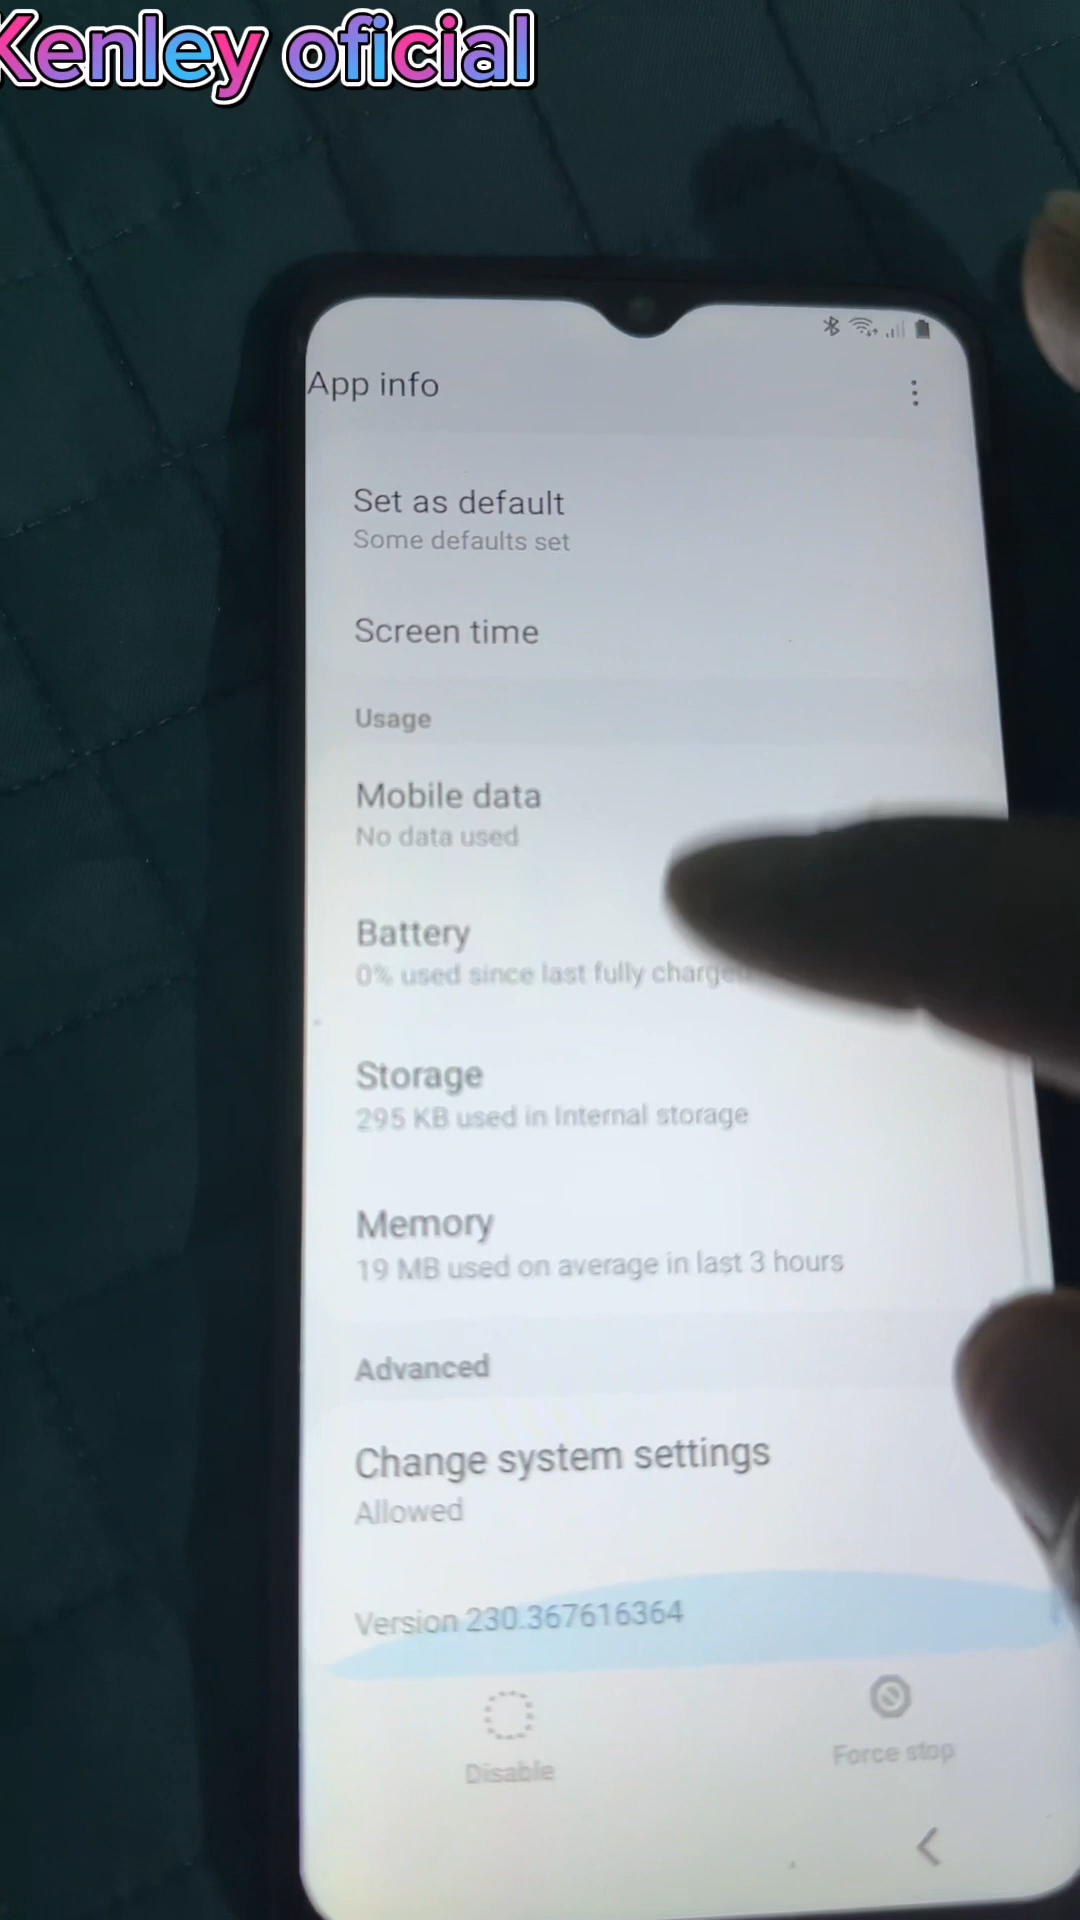 Kenley oficial
App info
Set as default
Some defaults set
Screen time
Usage
Mobile data
No data used
Battery
0% used since last fully charged
Storage
295 KB used in Internal storage
Memory
19 MB used on average in last 3 hours
Advanced
Change system settings
Allowed
Version 230.367616364
Disable
Force stop